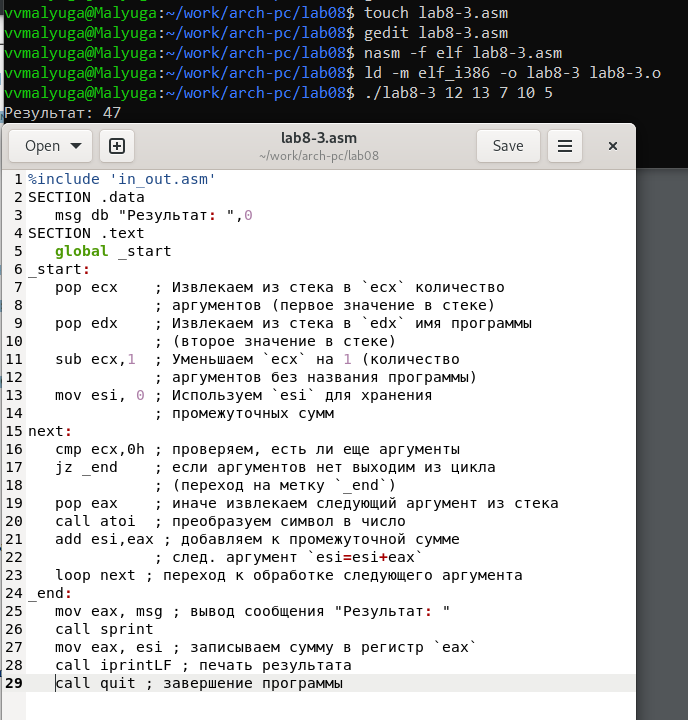 vvmalyuga@Malyuga:~/work/arch-pc/lab08$ touch lab8-3.asm
vvmalyuga@Malyuga:~/work/arch-pc/lab08$ gedit lab8-3.asm
vvmalyuga@Malyuga:~/work/arch-pc/lab08$ nasm -f elf lab8-3.asm
vvmalyuga@Malyuga:~/work/arch-pc/lab08$ ld -m elf_i386 -o lab8-3 lab8-3.o
vvmalyuga@Malyuga:~/work/arch-pc/lab08$ ./lab8-3 12 13 7 10 5
Результат: 47
Open
lab8-3.asm
~/work/arch-pc/lab08
Save
1 %include 'in_out.asm'
2 SECTION .data
3    msg db "Результат: ",0
4 SECTION .text
5    global _start
6 _start:
7    pop ecx    ; Извлекаем из стека в `ecx` количество
8               ; аргументов (первое значение в стеке)
9    pop edx    ; Извлекаем из стека в `edx` имя программы
10               ; (второе значение в стеке)
11    sub ecx,1  ; Уменьшаем `ecx` на 1 (количество
12               ; аргументов без названия программы)
13    mov esi, 0 ; Используем `esi` для хранения
14               ; промежуточных сумм
15 next:
16    cmp ecx,0h ; проверяем, есть ли еще аргументы
17    jz _end    ; если аргументов нет выходим из цикла
18               ; (переход на метку `_end`)
19    pop eax    ; иначе извлекаем следующий аргумент из стека
20    call atoi  ; преобразуем символ в число
21    add esi,eax ; добавляем к промежуточной сумме
22               ; след. аргумент `esi=esi+eax`
23    loop next ; переход к обработке следующего аргумента
24 _end:
25    mov eax, msg ; вывод сообщения "Результат: "
26    call sprint
27    mov eax, esi ; записываем сумму в регистр `eax`
28    call iprintLF ; печать результата
29    call quit ; завершение программы